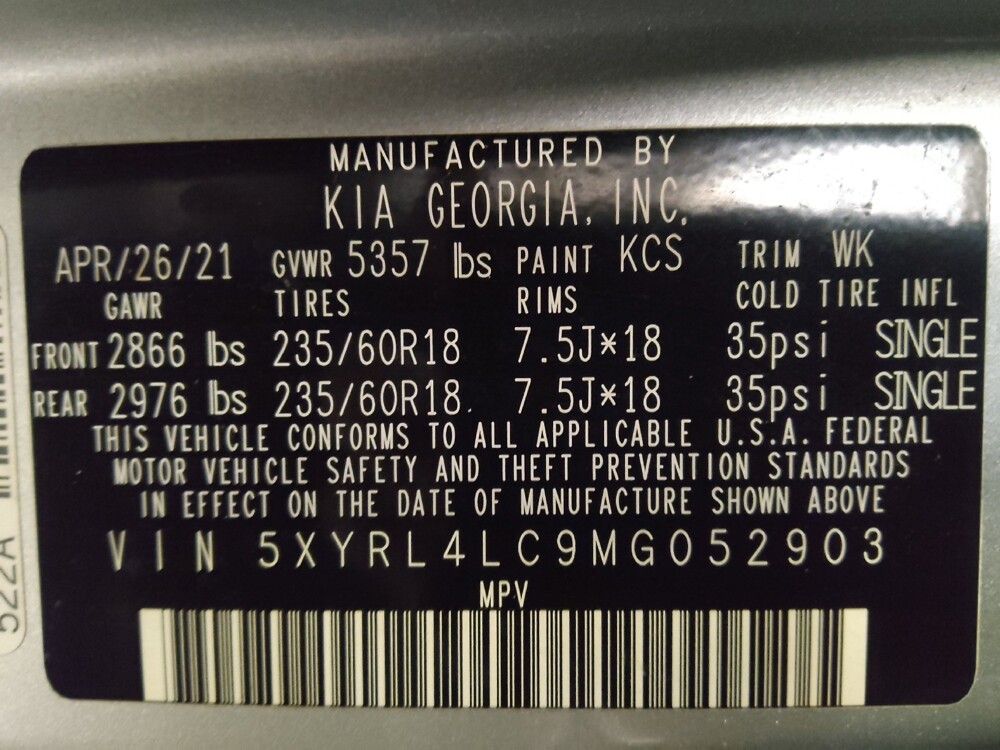 MANUFACTURED BY
KIA GEORGIA, INC.
APR/26/21 GVWR 5357 lbs PAINT KCS TRIM WK
GAWR TIRES RIMS COLD TIRE INFL
FRONT 2866 lbs 235/60R18 7.5J*18 35psi SINGLE
REAR 2976 lbs 235/60R18 7.5J*18 35psi SINGLE
THIS VEHICLE CONFORMS TO ALL APPLICABLE U.S.A. FEDERAL
MOTOR VEHICLE SAFETY AND THEFT PREVENTION STANDARDS
IN EFFECT ON THE DATE OF MANUFACTURE SHOWN ABOVE
VIN 5XYRL4LC9MG052903
MPV
522A